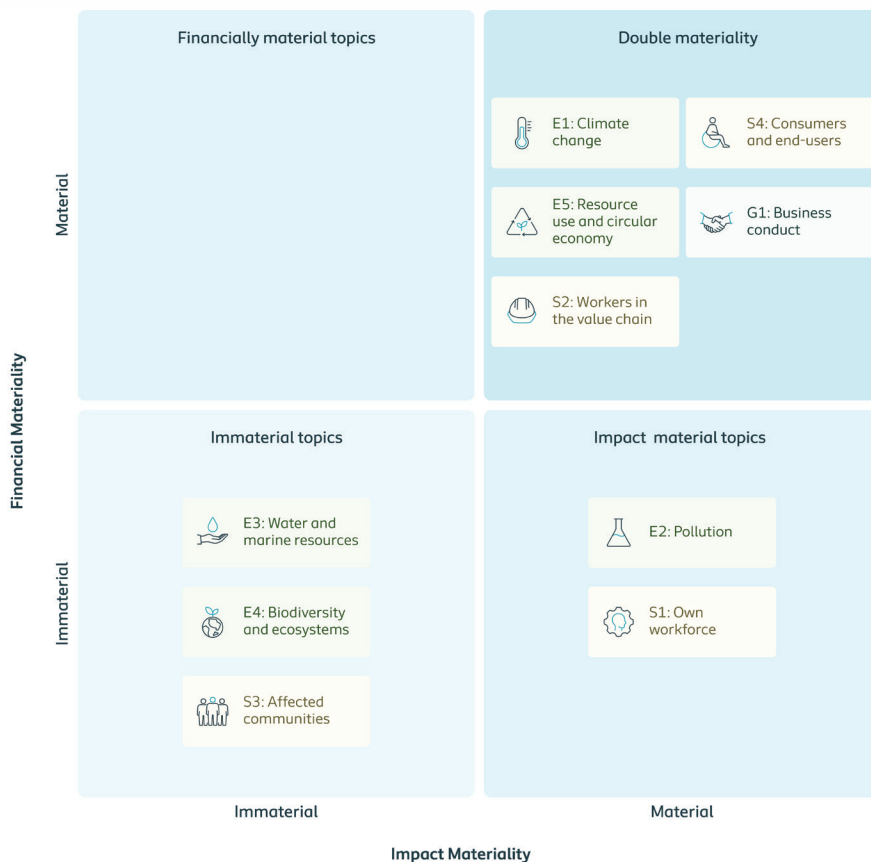 Financially material topics
Double materiality
E1: Climate
change
S4: Consumers
and end-users
E5: Resource
use and circular
economy
G1: Business
conduct
S2: Workers in
the value chain
Material
Financial Materiality
Immaterial topics
Impact material topics
E3: Water and
marine resources
E2: Pollution
E4: Biodiversity
and ecosystems
S1: Own
workforce
S3: Affected
communities
Immaterial
Immaterial
Material
Impact Materiality